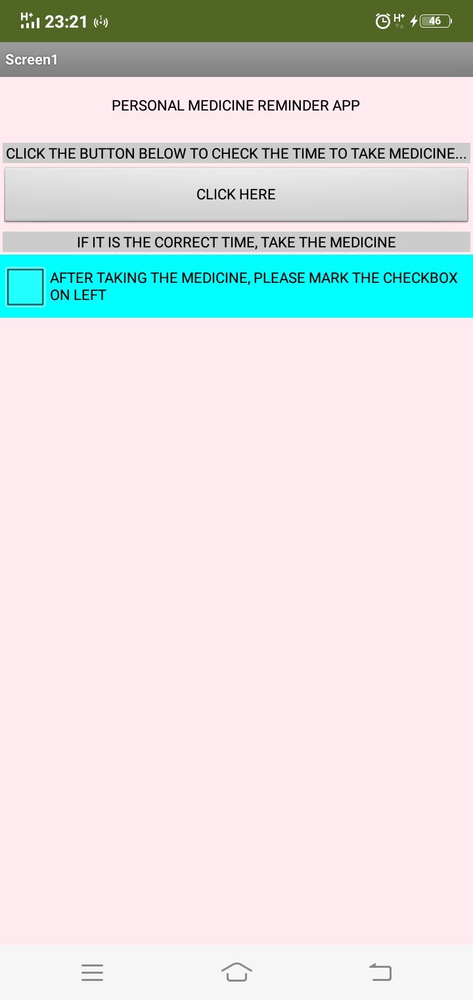 H+ 23:21 H+ 46
Screen1
PERSONAL MEDICINE REMINDER APP
CLICK THE BUTTON BELOW TO CHECK THE TIME TO TAKE MEDICINE...
CLICK HERE
IF IT IS THE CORRECT TIME, TAKE THE MEDICINE
AFTER TAKING THE MEDICINE, PLEASE MARK THE CHECKBOX
ON LEFT